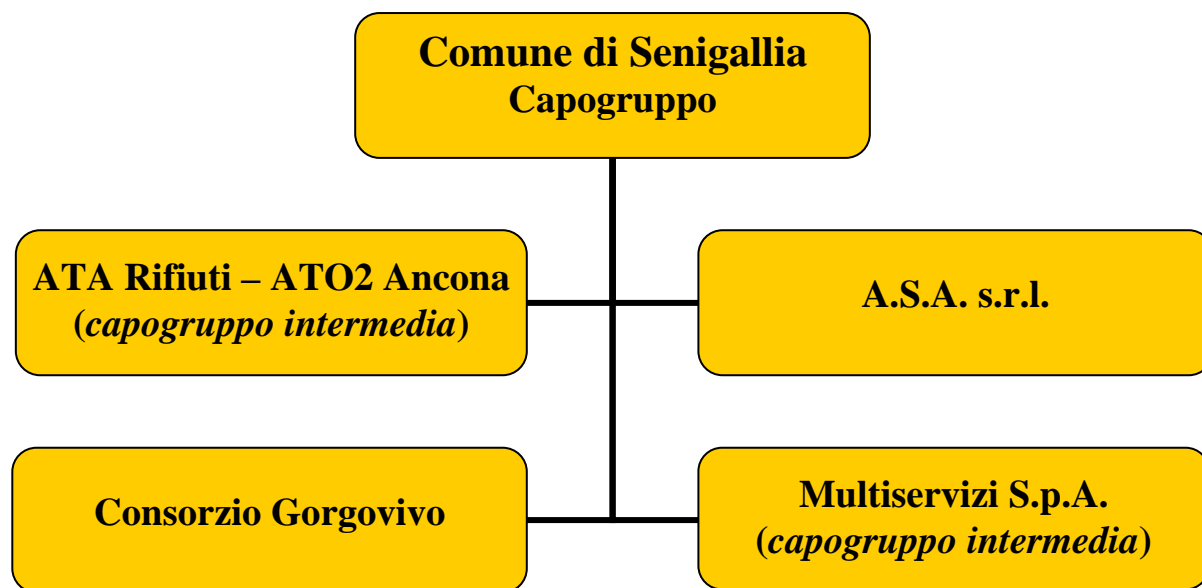 Comune di Senigallia
Capogruppo
ATA Rifiuti – ATO2 Ancona
(capogruppo intermedia)
A.S.A. s.r.l.
Consorzio Gorgovivo
Multiservizi S.p.A.
(capogruppo intermedia)